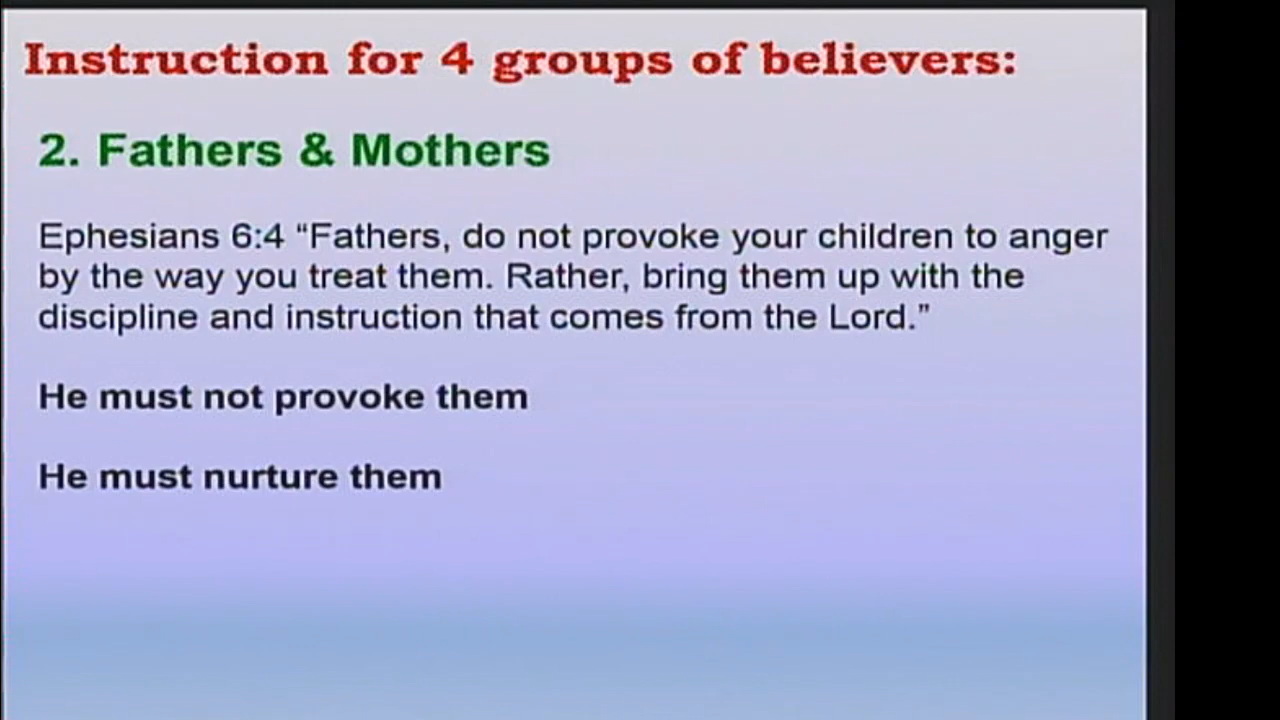 Instruction for 4 groups of believers:
2. Fathers & Mothers
Ephesians 6:4 “Fathers, do not provoke your children to anger
by the way you treat them. Rather, bring them up with the
discipline and instruction that comes from the Lord.”
He must not provoke them
He must nurture them